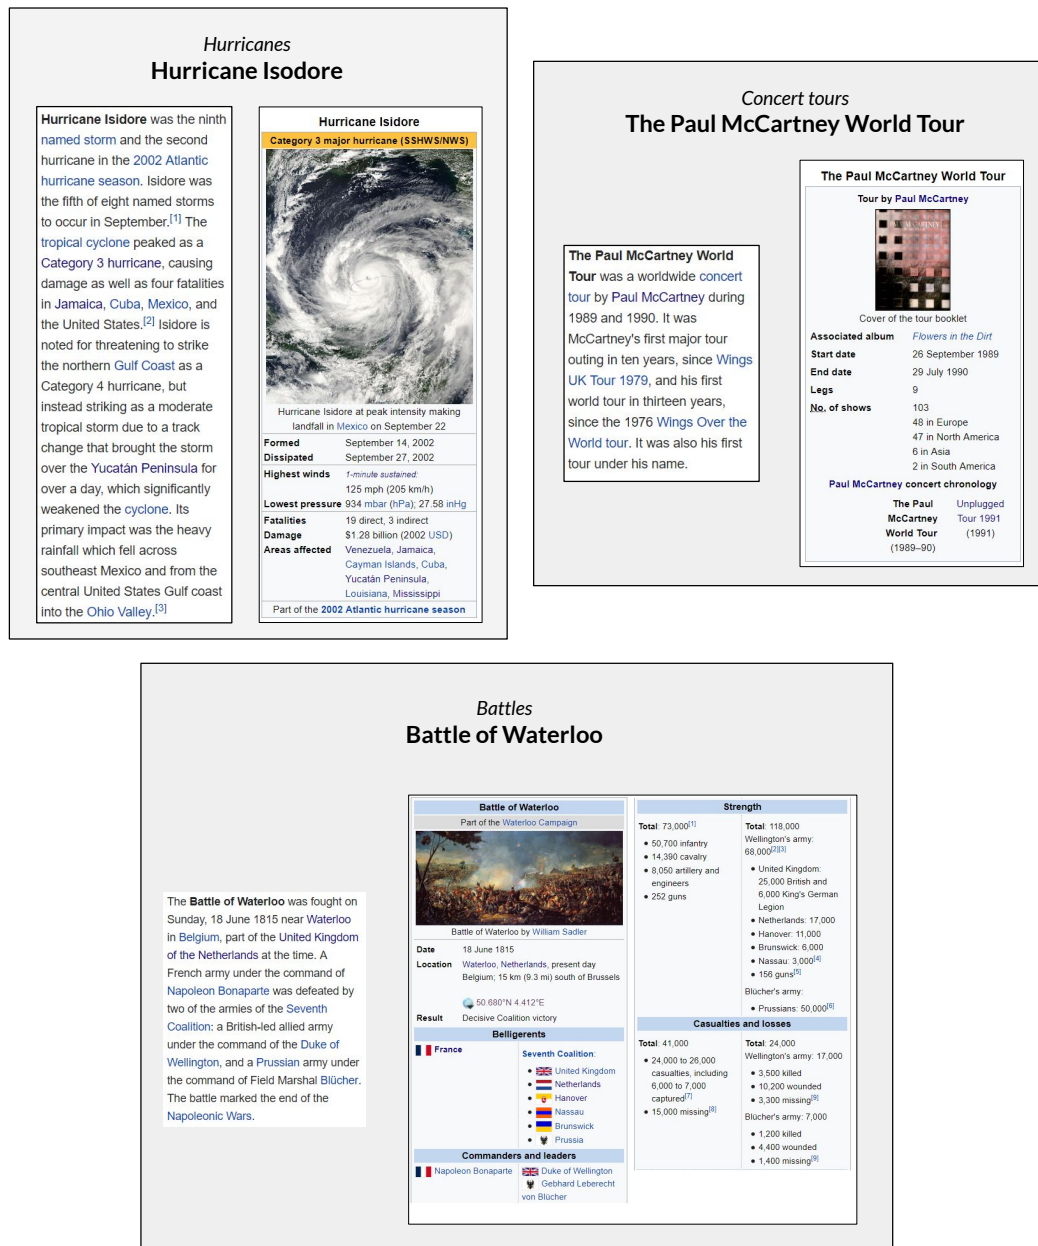 Hurricanes
Hurricane Isodore
Hurricane Isidore was the ninth
named storm and the second
hurricane in the 2002 Atlantic
hurricane season. Isidore was
the fifth of eight named storms
to occur in September.[1] The
tropical cyclone peaked as a
Category 3 hurricane, causing
damage as well as four fatalities
in Jamaica, Cuba, Mexico, and
the United States.[2] Isidore is
noted for threatening to strike
the northern Gulf Coast as a
Category 4 hurricane, but
instead striking as a moderate
tropical storm due to a track
change that brought the storm
over the Yucatán Peninsula for
over a day, which significantly
weakened the cyclone. Its
primary impact was the heavy
rainfall which fell across
southeast Mexico and from the
central United States Gulf coast
into the Ohio Valley.[3]
Hurricane Isidore
Category 3 major hurricane (SSHWS/NWS)
Hurricane Isidore at peak intensity making
landfall in Mexico on September 22
Formed September 14, 2002
Dissipated September 27, 2002
Highest winds 1-minute sustained:
125 mph (205 km/h)
Lowest pressure 934 mbar (hPa); 27.58 inHg
Fatalities 19 direct, 3 indirect
Damage $1.28 billion (2002 USD)
Areas affected Venezuela, Jamaica,
Cayman Islands, Cuba,
Yucatán Peninsula,
Louisiana, Mississippi
Part of the 2002 Atlantic hurricane season
Concert tours
The Paul McCartney World Tour
The Paul McCartney World
Tour was a worldwide concert
tour by Paul McCartney during
1989 and 1990. It was
McCartney's first major tour
outing in ten years, since Wings
UK Tour 1979, and his first
world tour in thirteen years,
since the 1976 Wings Over the
World tour. It was also his first
tour under his name.
The Paul McCartney World Tour
Tour by Paul McCartney
Cover of the tour booklet
Associated album Flowers in the Dirt
Start date 26 September 1989
End date 29 July 1990
Legs 9
No. of shows 103
48 in Europe
47 in North America
6 in Asia
2 in South America
Paul McCartney concert chronology
The Paul Unplugged
McCartney Tour 1991
World Tour (1991)
(1989–90)
Battles
Battle of Waterloo
The Battle of Waterloo was fought on
Sunday, 18 June 1815 near Waterloo
in Belgium, part of the United Kingdom
of the Netherlands at the time. A
French army under the command of
Napoleon Bonaparte was defeated by
two of the armies of the Seventh
Coalition: a British-led allied army
under the command of the Duke of
Wellington, and a Prussian army under
the command of Field Marshal Blücher.
The battle marked the end of the
Napoleonic Wars.
Battle of Waterloo
Part of the Waterloo Campaign
Battle of Waterloo by William Sadler
Date 18 June 1815
Location Waterloo, Netherlands, present day
Belgium; 15 km (9.3 mi) south of Brussels
50.680°N 4.412°E
Result Decisive Coalition victory
Belligerents
France
Seventh Coalition:
• United Kingdom
• Netherlands
• Hanover
• Nassau
• Brunswick
• Prussia
Commanders and leaders
Napoleon Bonaparte
Duke of Wellington
Gebhard Leberecht
von Blücher
Strength
Total: 73,000[1]
• 50,700 infantry
• 14,390 cavalry
• 8,050 artillery and
engineers
• 252 guns
Total: 118,000
Wellington's army:
68,000[2][3]
• United Kingdom:
25,000 British and
6,000 King's German
Legion
• Netherlands: 17,000
• Hanover: 11,000
• Brunswick: 6,000
• Nassau: 3,000[4]
• 156 guns[5]
Blücher's army:
• Prussians: 50,000[6]
Casualties and losses
Total: 41,000
• 24,000 to 26,000
casualties, including
6,000 to 7,000
captured[7]
• 15,000 missing[8]
Total: 24,000
Wellington's army: 17,000
• 3,500 killed
• 10,200 wounded
• 3,300 missing[9]
Blücher's army: 7,000
• 1,200 killed
• 4,400 wounded
• 1,400 missing[9]